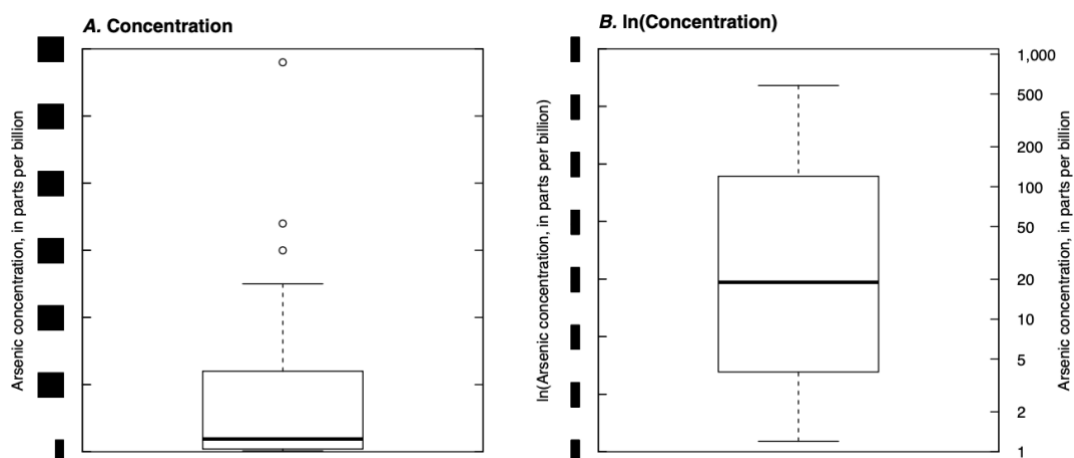 A. Concentration
Arsenic concentration, in parts per billion
B. ln(Concentration)
ln(Arsenic concentration, in parts per billion)
1,000
500
200
100
50
20
10
5
2
1
Arsenic concentration, in parts per billion